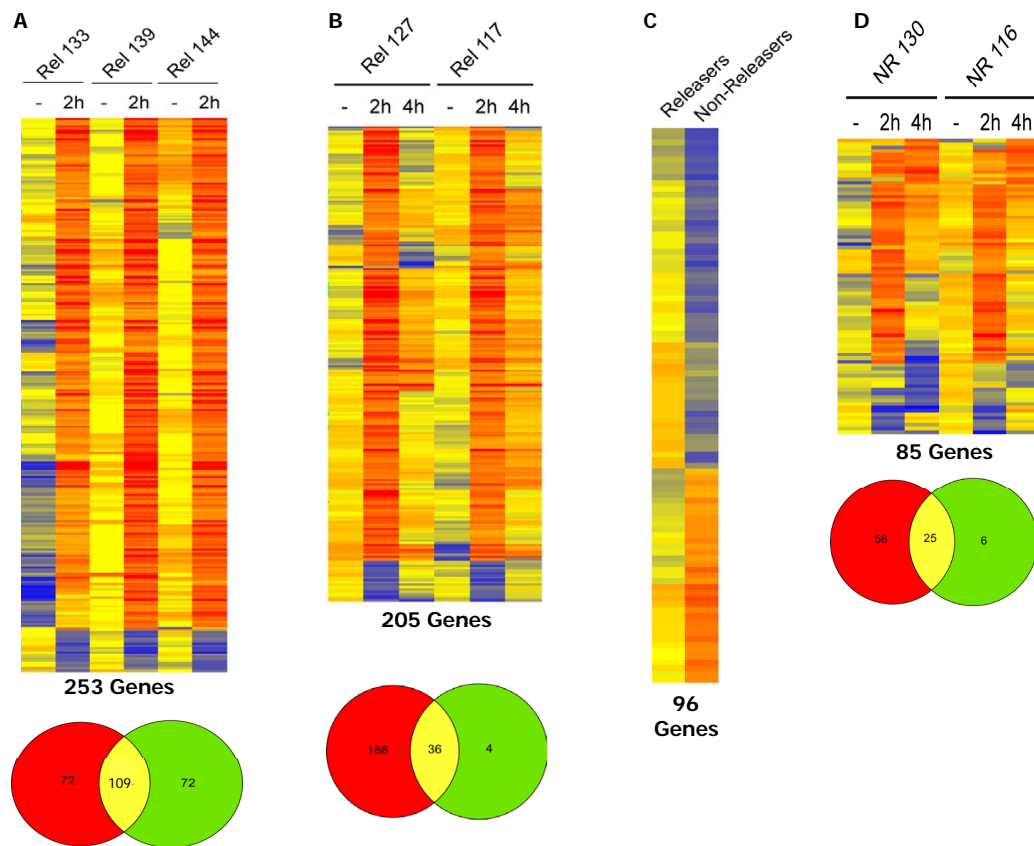 A
Rel 133 Rel 139 Rel 144
- 2h - 2h - 2h
253 Genes
72 109 72
B
Rel 127 Rel 117
- 2h 4h - 2h 4h
205 Genes
166 36 4
C
Releasers Non-Releasers
96
Genes
D
NR 130 NR 116
- 2h 4h - 2h 4h
85 Genes
56 25 6